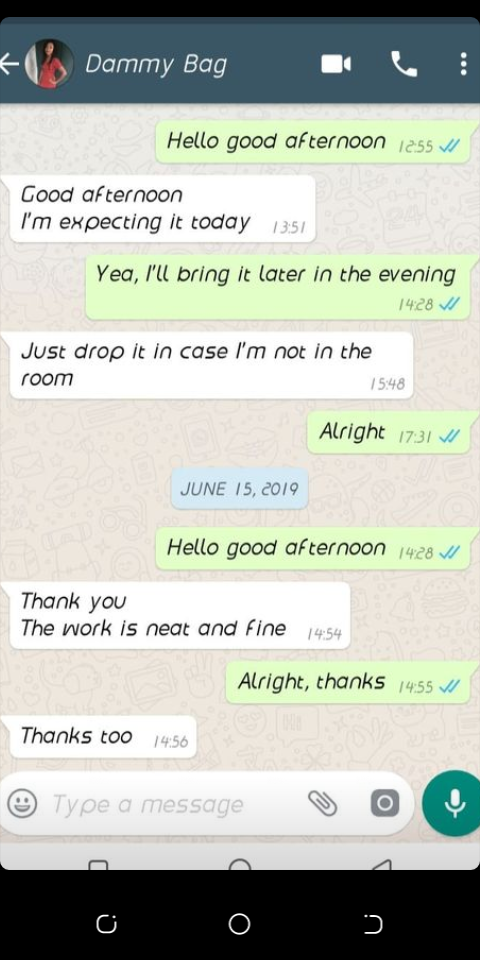 Dammy Bag
Hello good afternoon 12:55
Good afternoon
I'm expecting it today 13:51
Yea, I'll bring it later in the evening
14:28
Just drop it in case I'm not in the
room 15:48
Alright 17:31
JUNE 15, 2019
Hello good afternoon 14:28
Thank you
The work is neat and fine 14:54
Alright, thanks 14:55
Thanks too 14:56
Type a message